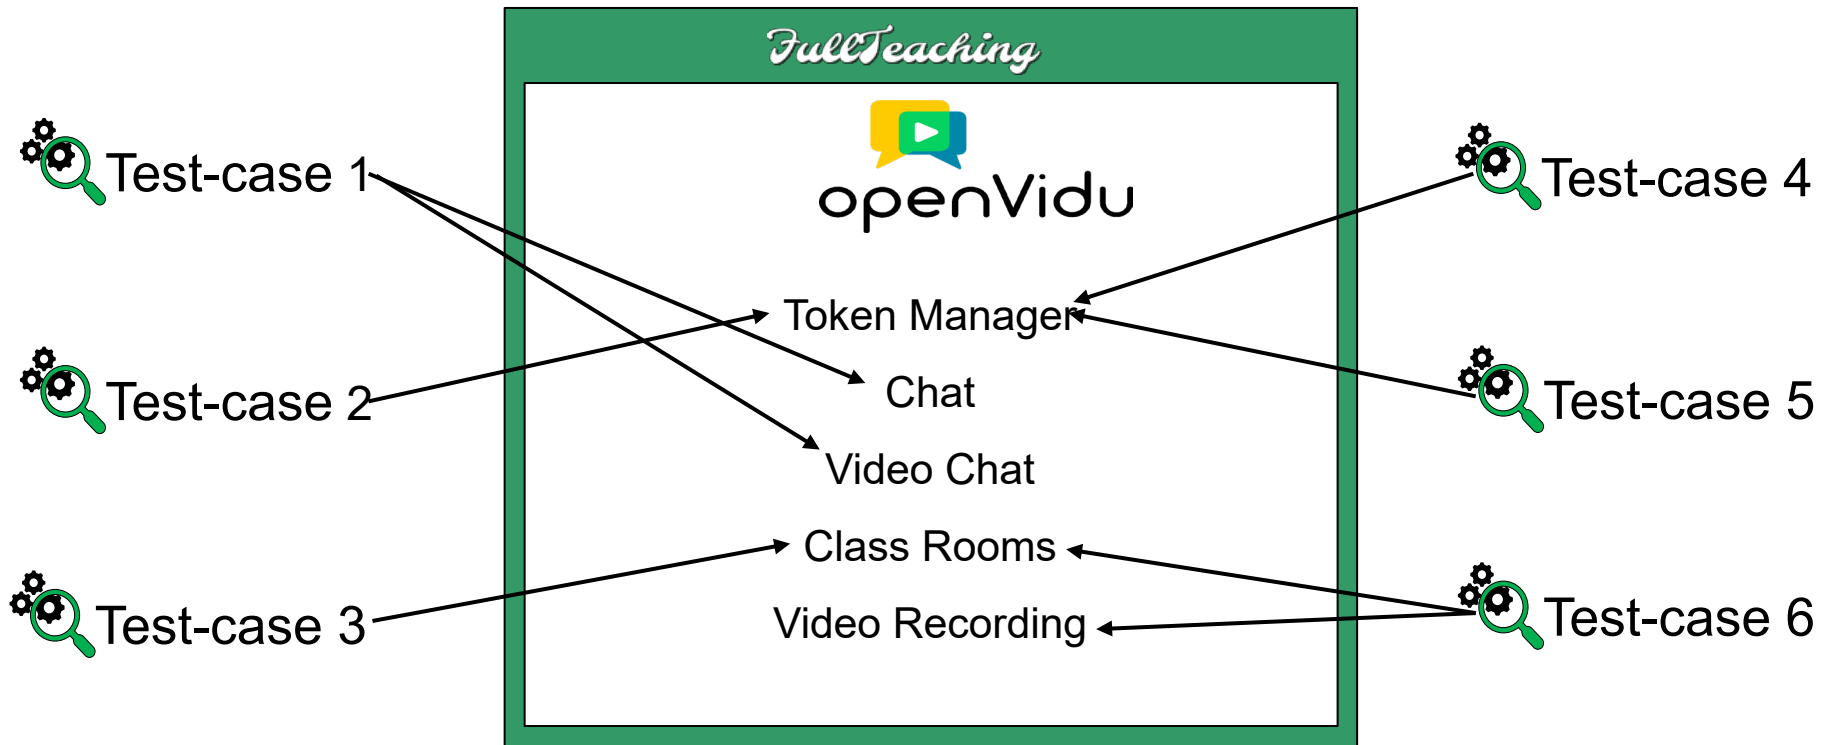 FullTeaching
openVidu
Test-case 1
Test-case 2
Test-case 3
Token Manager
Chat
Video Chat
Class Rooms
Video Recording
Test-case 4
Test-case 5
Test-case 6